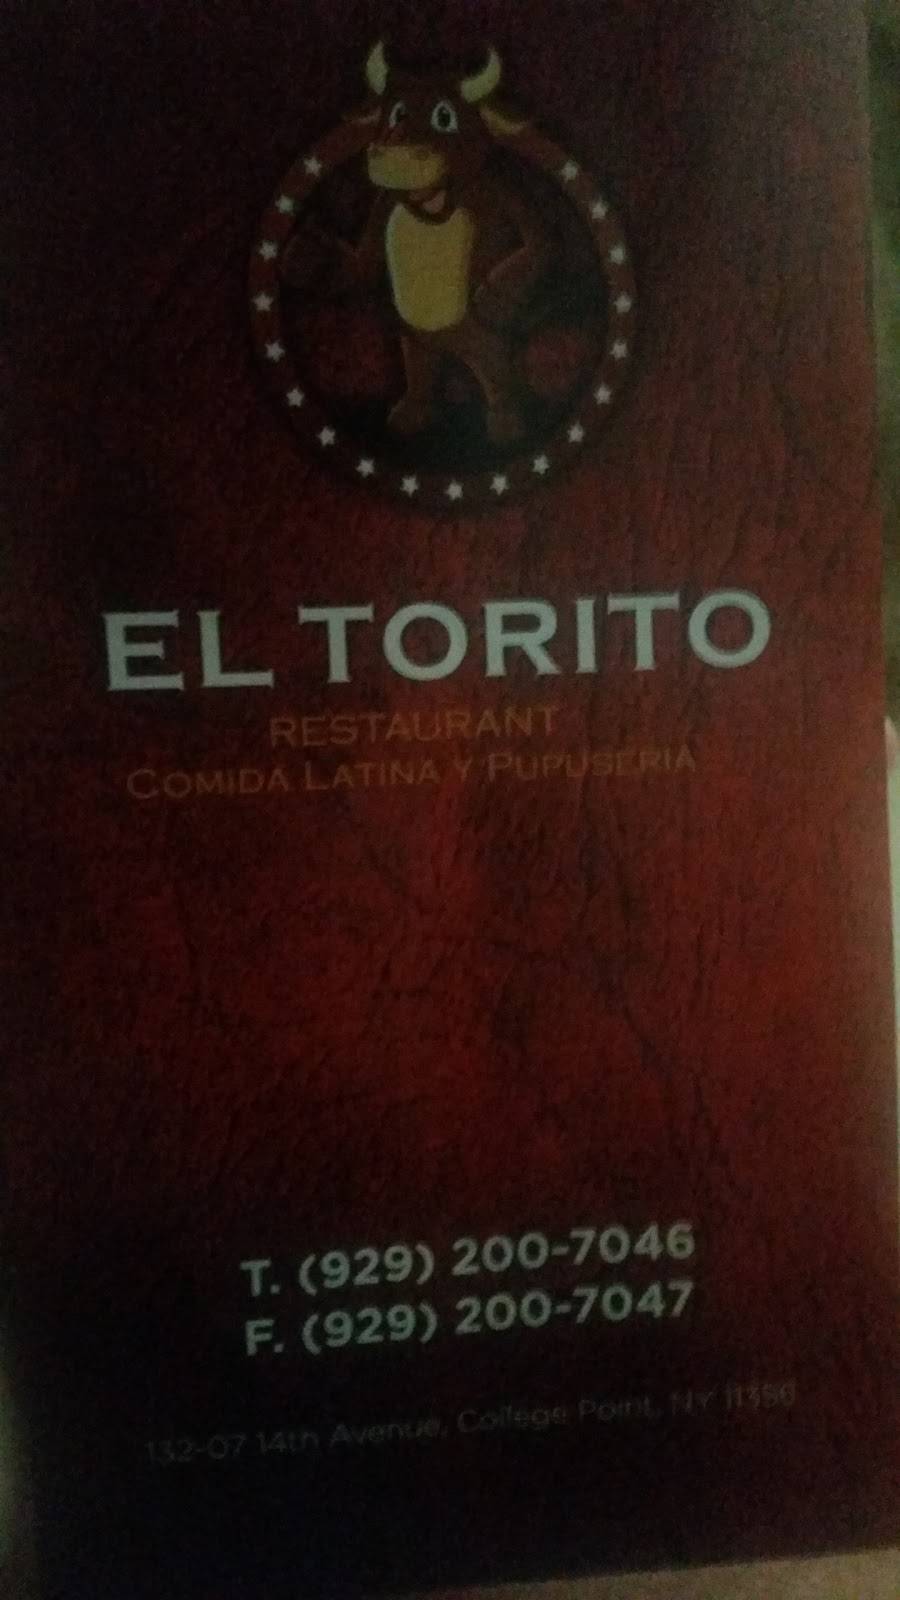 EL TORITO
RESTAURANT
COMIDA LATINA Y PUPUSERIA
T. (929) 200-7046
F. (929) 200-7047
132-07 14th Avenue, College Point, NY 11356